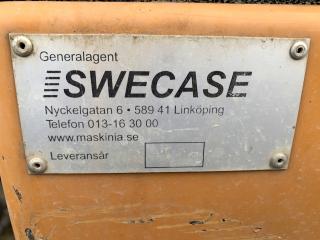 Generalagent
SWECASE
Nyckelgatan 6 • 589 41 Linköping
Telefon 013-16 30 00
www.maskinia.se
Leveransår